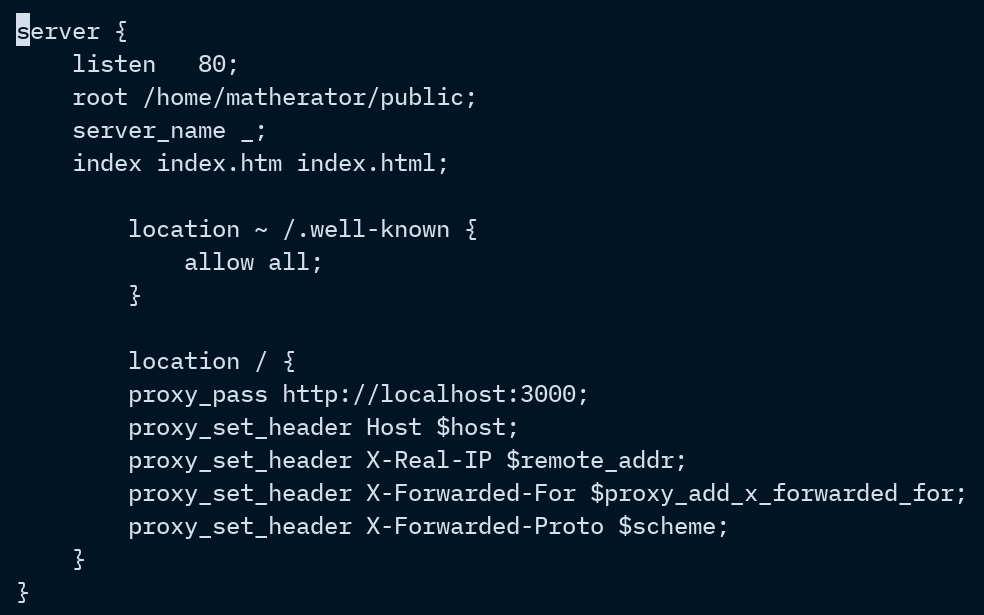 server {
    listen   80;
    root /home/matherator/public;
    server_name _;
    index index.htm index.html;

        location ~ /.well-known {
            allow all;
        }

        location / {
        proxy_pass http://localhost:3000;
        proxy_set_header Host $host;
        proxy_set_header X-Real-IP $remote_addr;
        proxy_set_header X-Forwarded-For $proxy_add_x_forwarded_for;
        proxy_set_header X-Forwarded-Proto $scheme;
    }
}